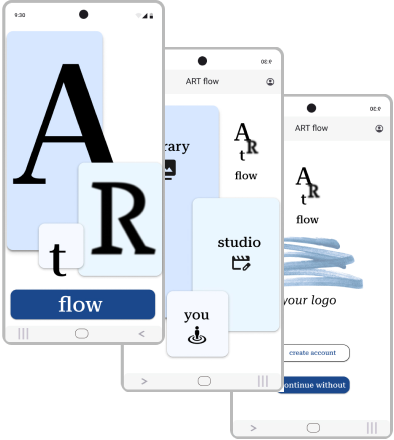 9:30
A
R
t
flow
9:30
ART flow
rary
A
R
t
flow
studio
you
9:30
ART flow
A
R
t
flow
your logo
create account
ontinue without